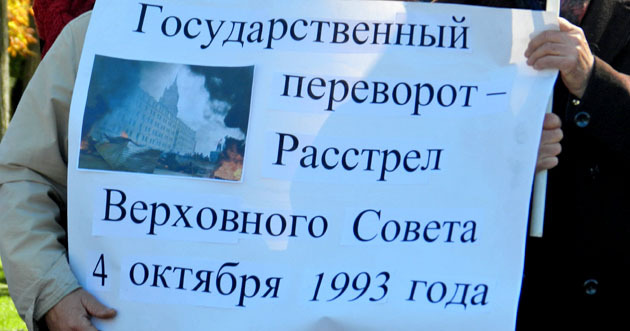 Государственный
переворот –
Расстрел
Верховного Совета
4 октября 1993 года